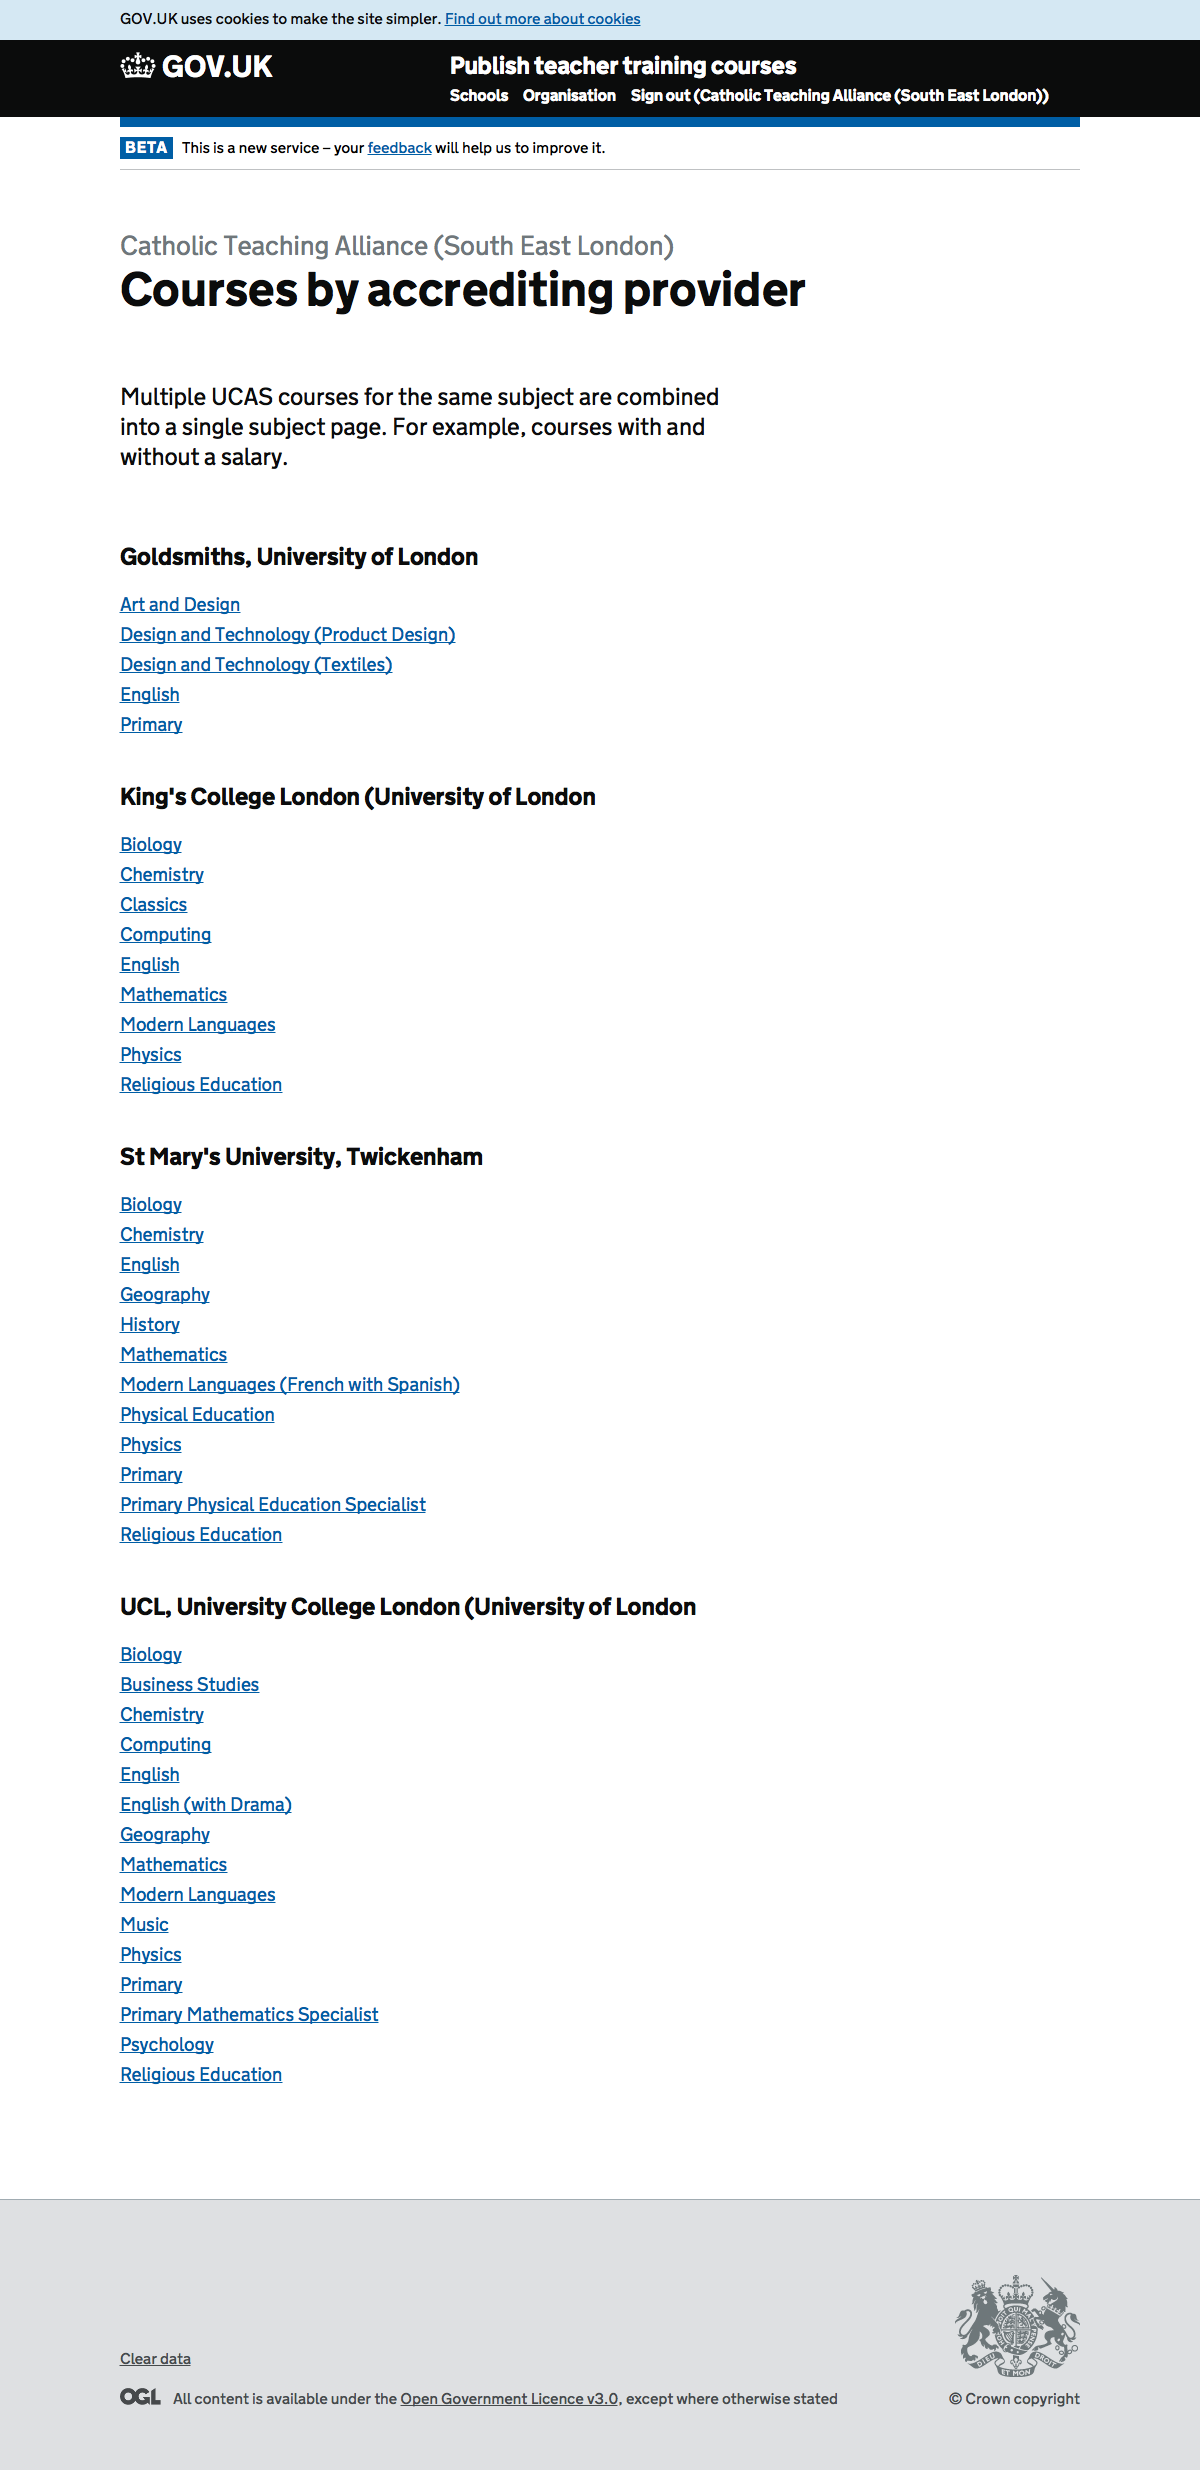 GOV.UK uses cookies to make the site simpler. Find out more about cookies
GOV.UK
Publish teacher training courses
Schools Organisation Sign out (Catholic Teaching Alliance (South East London))
BETA This is a new service – your feedback will help us to improve it.
Catholic Teaching Alliance (South East London)
Courses by accrediting provider
Multiple UCAS courses for the same subject are combined
into a single subject page. For example, courses with and
without a salary.
Goldsmiths, University of London
Art and Design
Design and Technology (Product Design)
Design and Technology (Textiles)
English
Primary
King's College London (University of London
Biology
Chemistry
Classics
Computing
English
Mathematics
Modern Languages
Physics
Religious Education
St Mary's University, Twickenham
Biology
Chemistry
English
Geography
History
Mathematics
Modern Languages (French with Spanish)
Physical Education
Physics
Primary
Primary Physical Education Specialist
Religious Education
UCL, University College London (University of London
Biology
Business Studies
Chemistry
Computing
English
English (with Drama)
Geography
Mathematics
Modern Languages
Music
Physics
Primary
Primary Mathematics Specialist
Psychology
Religious Education
Clear data
DIEU ET MON DROIT
OGL All content is available under the Open Government Licence v3.0, except where otherwise stated
© Crown copyright